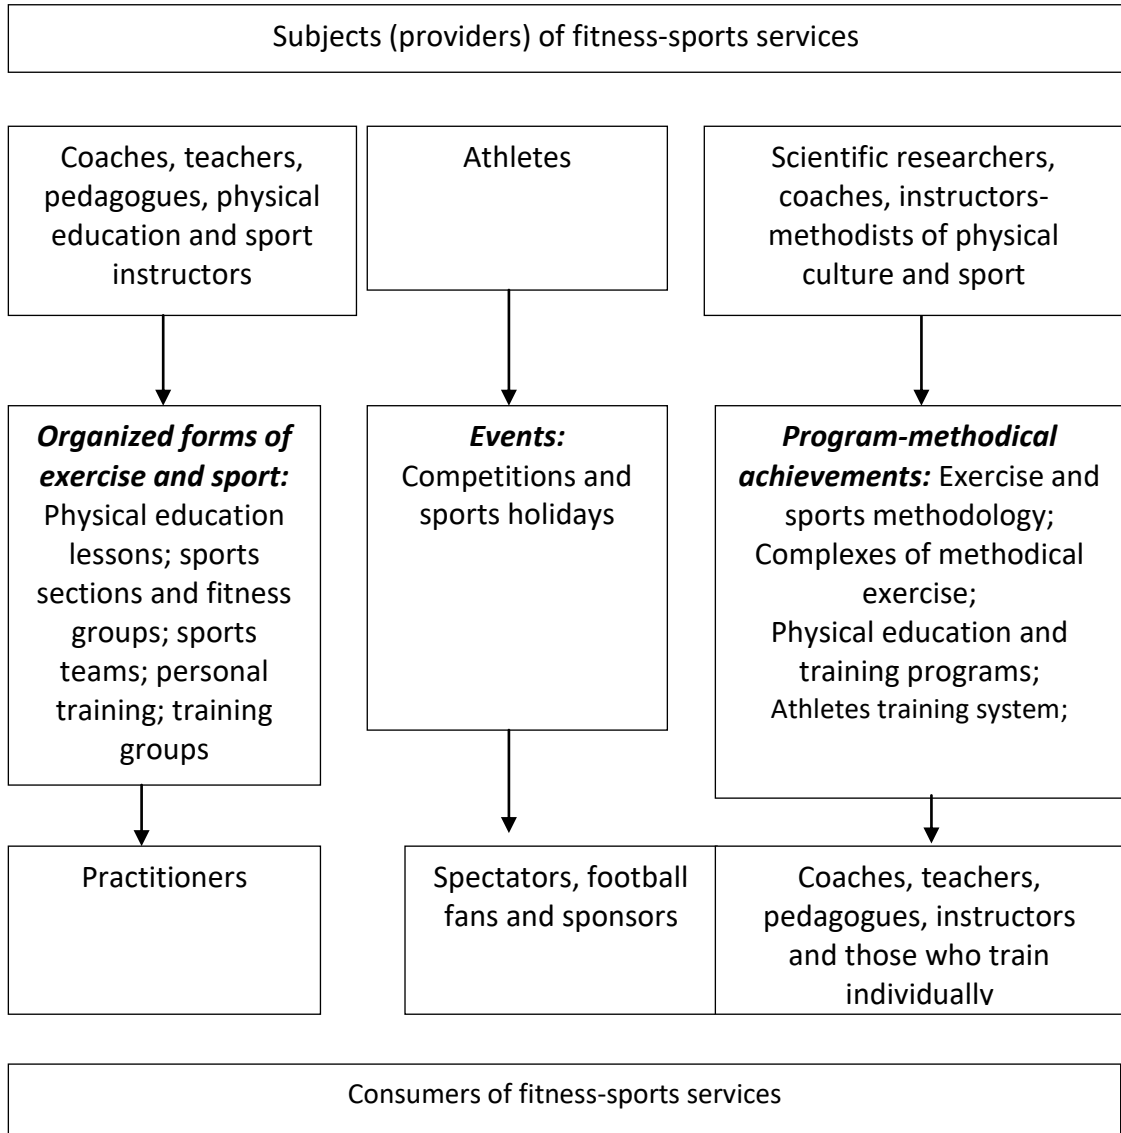 Subjects (providers) of fitness-sports services
Coaches, teachers,
pedagogues, physical
education and sport
instructors
Athletes
Scientific researchers,
coaches, instructors-
methodists of physical
culture and sport
Organized forms of
exercise and sport:
Physical education
lessons; sports
sections and fitness
groups; sports
teams; personal
training; training
groups
Events:
Competitions and
sports holidays
Program-methodical
achievements: Exercise and
sports methodology;
Complexes of methodical
exercise;
Physical education and
training programs;
Athletes training system;
Practitioners
Spectators, football
fans and sponsors
Coaches, teachers,
pedagogues, instructors
and those who train
individually
Consumers of fitness-sports services